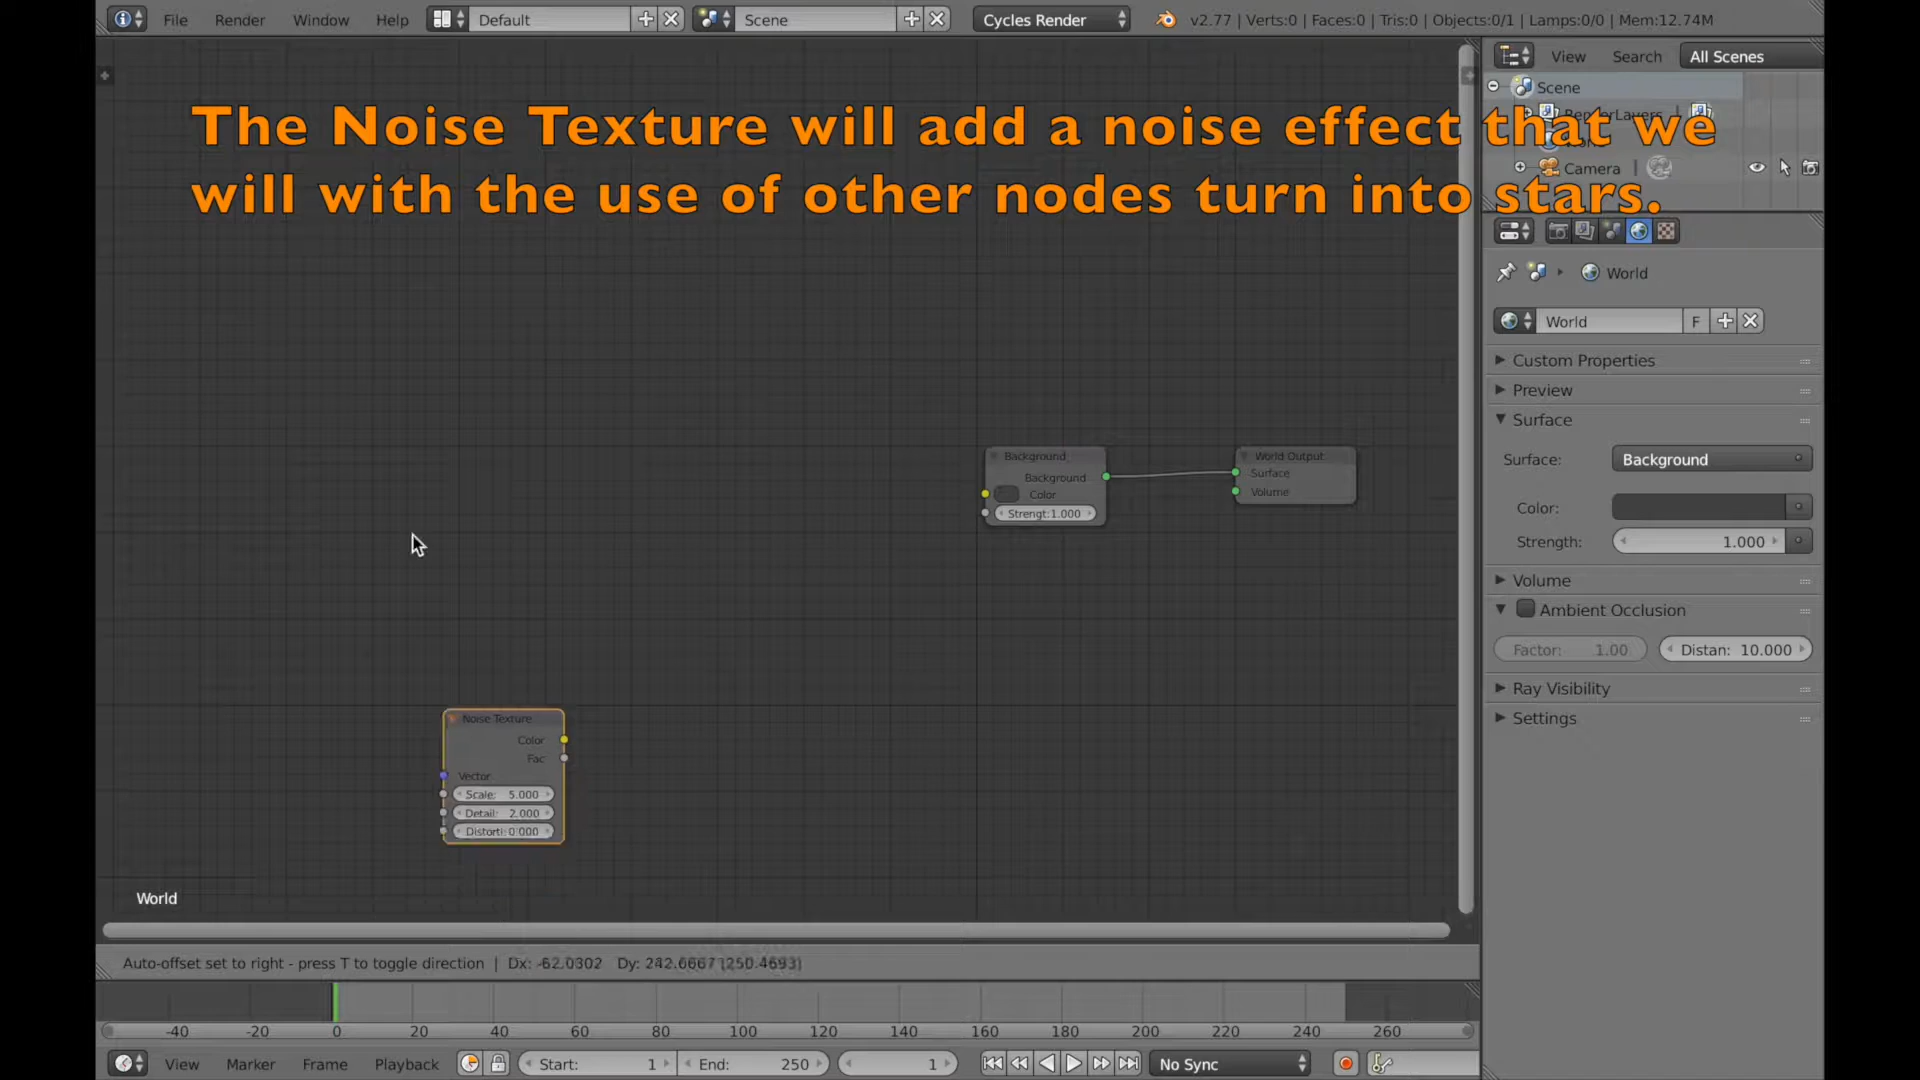 File Render Window Help Default Scene Cycles Render v2.77 | Verts:0 | Faces:0 | Tris:0 | Objects:0/1 | Lamps:0/0 | Mem:12.74M
View Search All Scenes
Scene
The Noise Texture will add a noise effect that we
RenderLayers
Camera
will with the use of other nodes turn into stars.
World
World F
Custom Properties
Preview
Surface
Surface: Background
Color:
Strength: 1.000
Volume
Ambient Occlusion
Factor: 1.00 Distan: 10.000
Ray Visibility
Settings
Background
Background
Color
Strengt:1.000
World Output
Surface
Volume
Noise Texture
Color
Fac
Vector
Scale: 5.000
Detail: 2.000
Distorti: 0.000
World
Auto-offset set to right - press T to toggle direction | Dx: -62.0302 Dy: 242.6667 (250.4693)
-40 -20 0 20 40 60 80 100 120 140 160 180 200 220 240 260
View Marker Frame Playback Start: 1 End: 250 1 No Sync